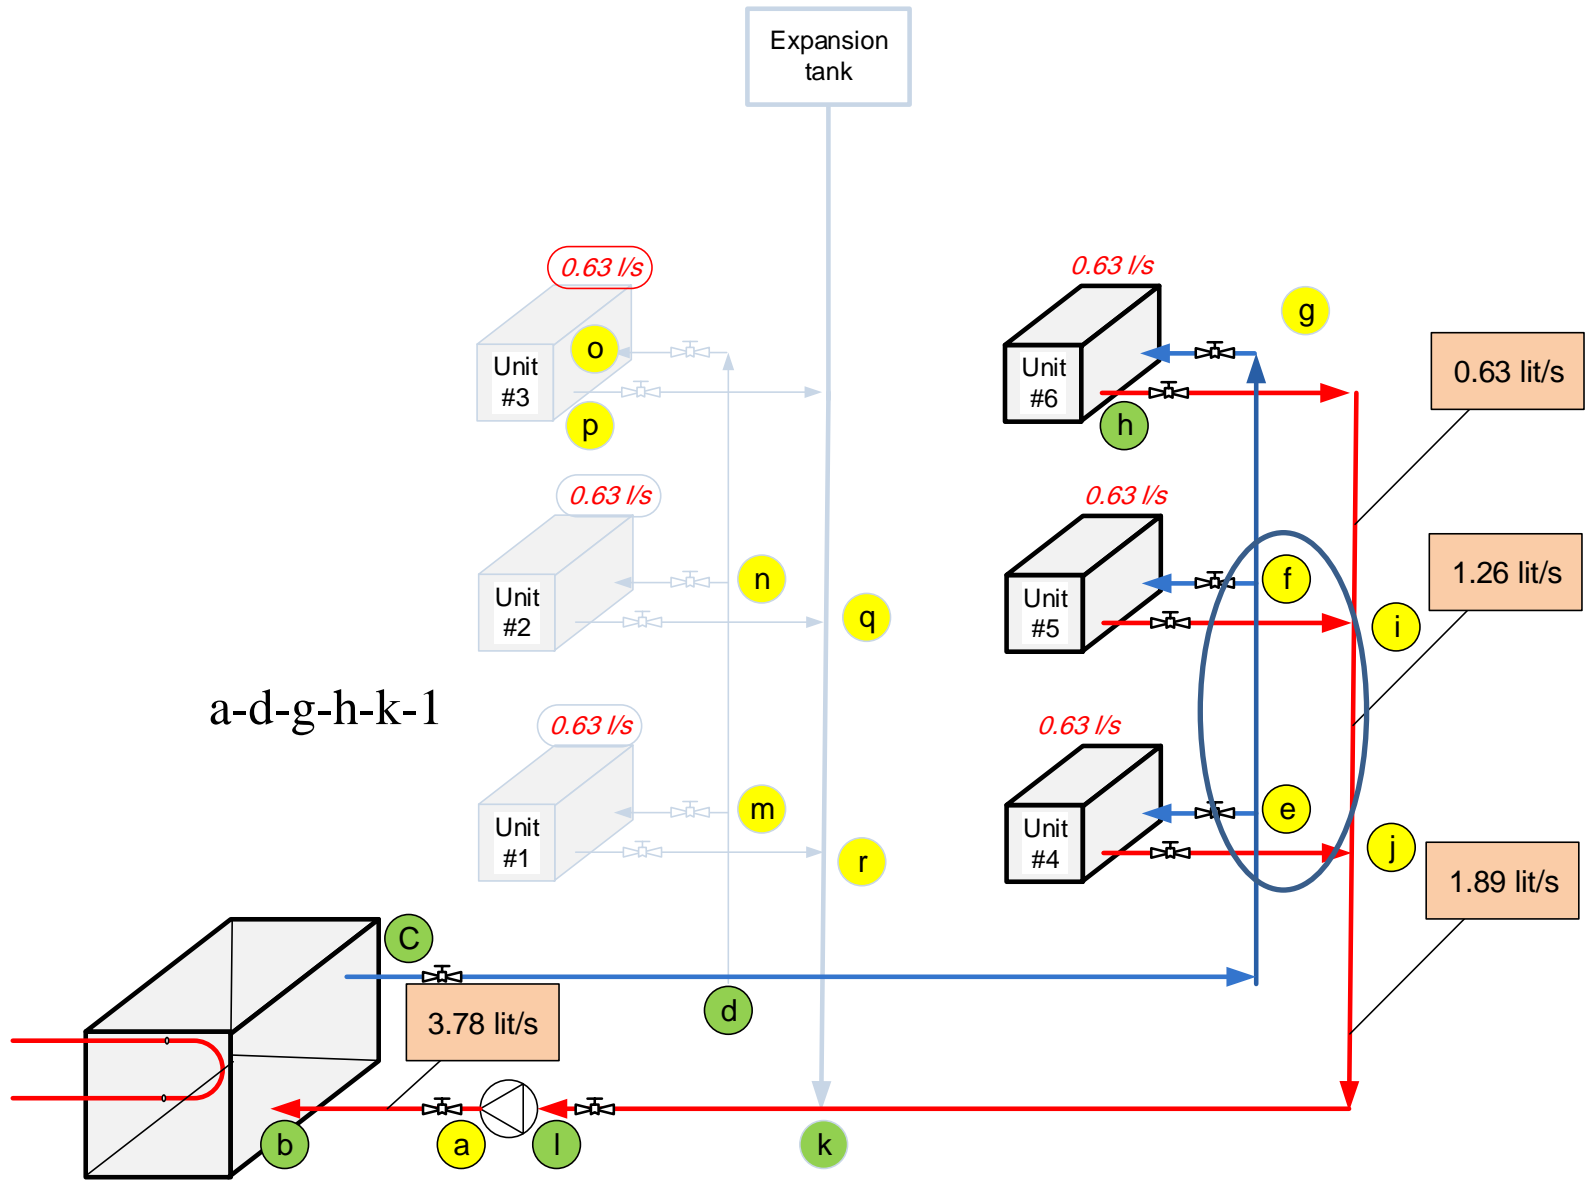 Expansion
tank
0.63 l/s
0.63 l/s
g
o
Unit
#3
p
Unit
#6
h
0.63 lit/s
0.63 l/s
0.63 l/s
n
f
1.26 lit/s
Unit
#2
q
Unit
#5
i
a-d-g-h-k-1
0.63 l/s
0.63 l/s
m
e
Unit
#1
r
Unit
#4
j
1.89 lit/s
C
d
3.78 lit/s
b
a
l
k